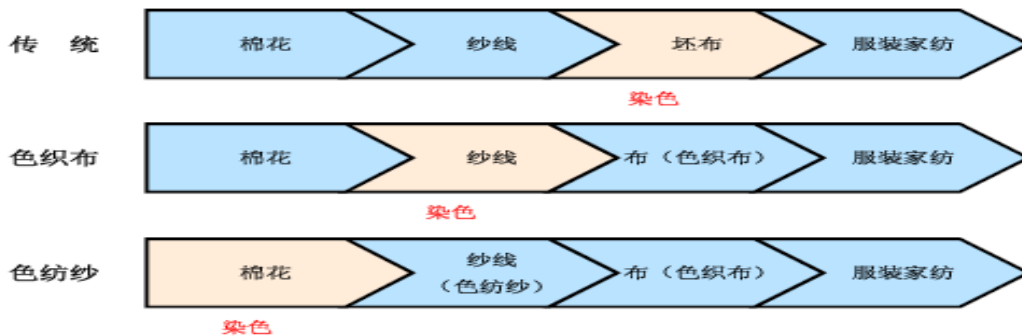 传 统 棉花 纱线 坯布 服装家纺
染色
色织布 棉花 纱线 布（色织布） 服装家纺
染色
色纺纱 棉花 纱线（色纺纱） 布（色织布） 服装家纺
染色